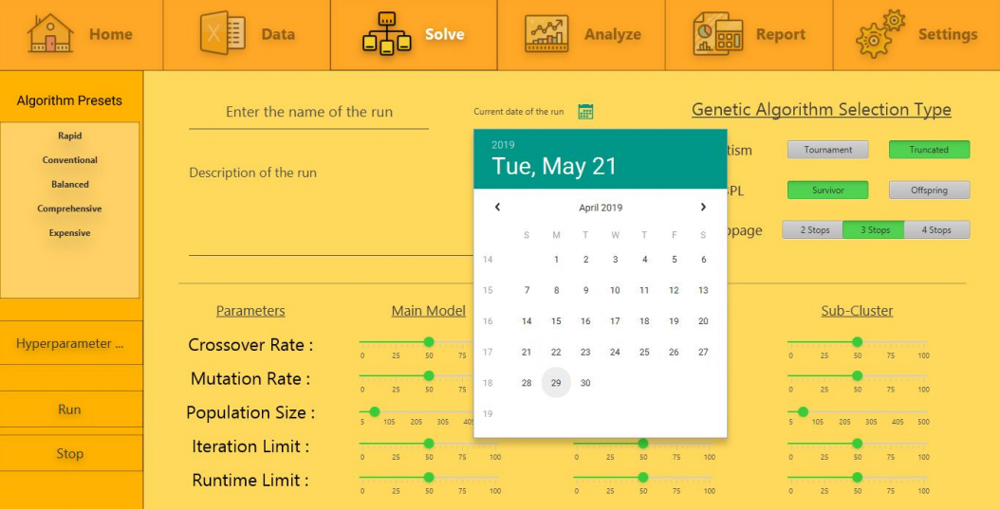 Home
Data
Solve
Analyze
Report
Settings
Algorithm Presets
Rapid
Conventional
Balanced
Comprehensive
Expensive
Hyperparameter ...
Run
Stop
Enter the name of the run
Current date of the run
Description of the run
Genetic Algorithm Selection Type
tism
Tournament
Truncated
PL
Survivor
Offspring
page
2 Stops
3 Stops
4 Stops
2019
Tue, May 21
April 2019
S M T W T F S
14 1 2 3 4 5 6
15 7 8 9 10 11 12 13
16 14 15 16 17 18 19 20
17 21 22 23 24 25 26 27
18 28 29 30
19
Parameters
Main Model
Sub-Cluster
Crossover Rate :
0 25 50 75
0 25 50 75 100
Mutation Rate :
0 25 50 75
0 25 50 75 100
Population Size :
5 105 205 305 405
5 105 205 305 405 500
Iteration Limit :
0 25 50 75 100
0 25 50 75 100
0 25 50 75 100
Runtime Limit :
0 25 50 75 100
0 25 50 75 100
0 25 50 75 100